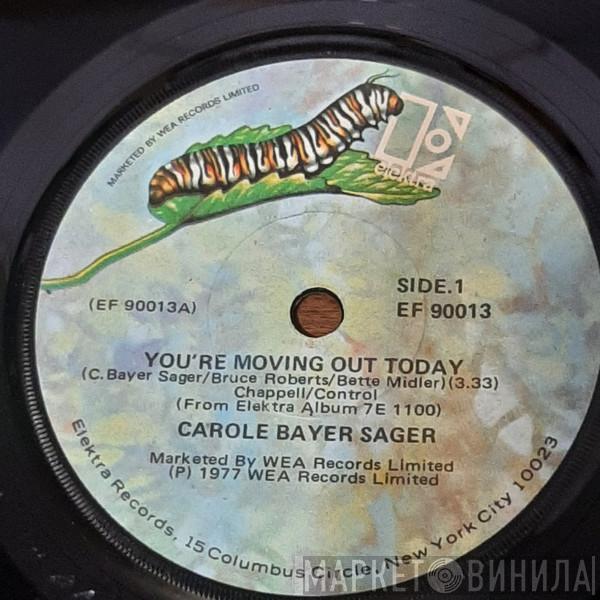 MARKETED BY WEA RECORDS LIMITED
elektra
SIDE.1
(EF 90013A)
EF 90013
YOU'RE MOVING OUT TODAY
(C. Bayer Sager/Bruce Roberts/Bette Midler)(3.33)
Chappell/Control
(From Elektra Album 7E 1100)
CAROLE BAYER SAGER
Marketed By WEA Records Limited
(P) 1977 WEA Records Limited
Elektra Records, 15 Columbus Circle, New York City 10023
МАРКЕТ ВИНИЛА